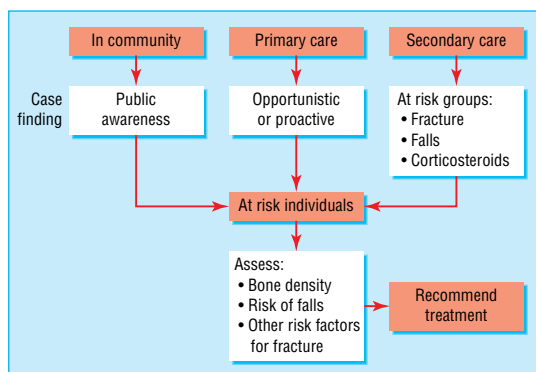 In community
Primary care
Secondary care
Case
finding
Public
awareness
Opportunistic
or proactive
At risk groups:
• Fracture
• Falls
• Corticosteroids
At risk individuals
Assess:
• Bone density
• Risk of falls
• Other risk factors
for fracture
Recommend
treatment